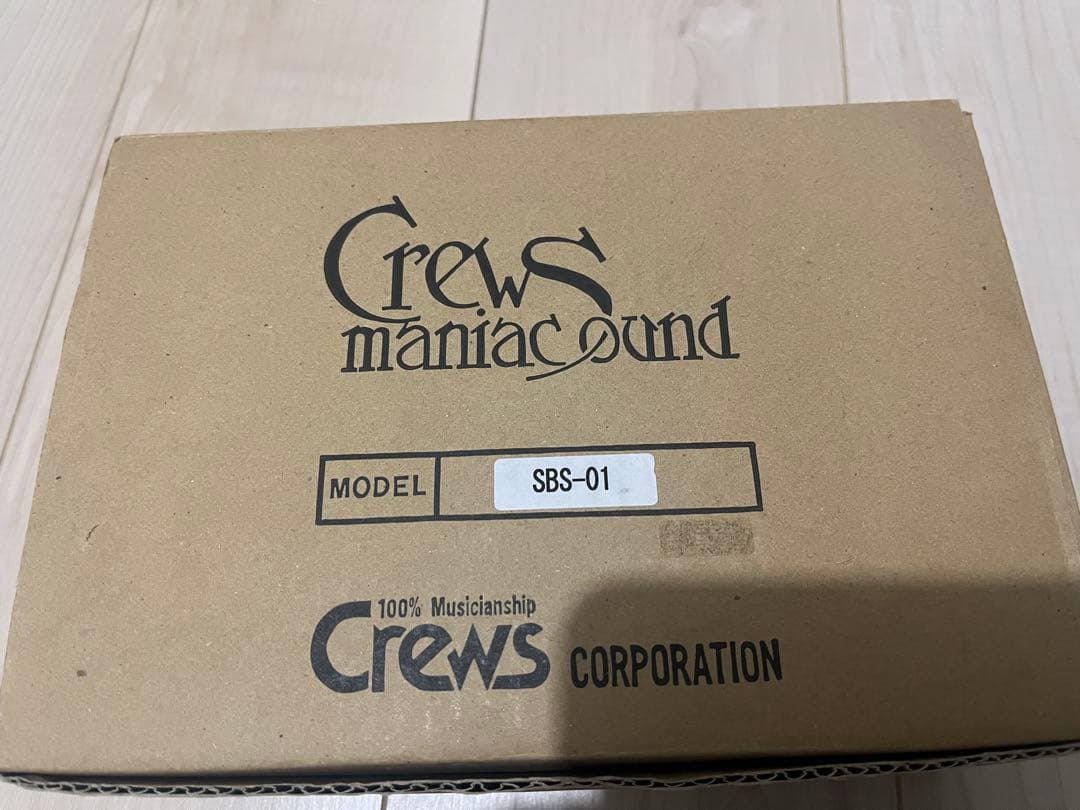 Crews
maniac sound
MODEL SBS-01
100% Musicianship
Crews CORPORATION